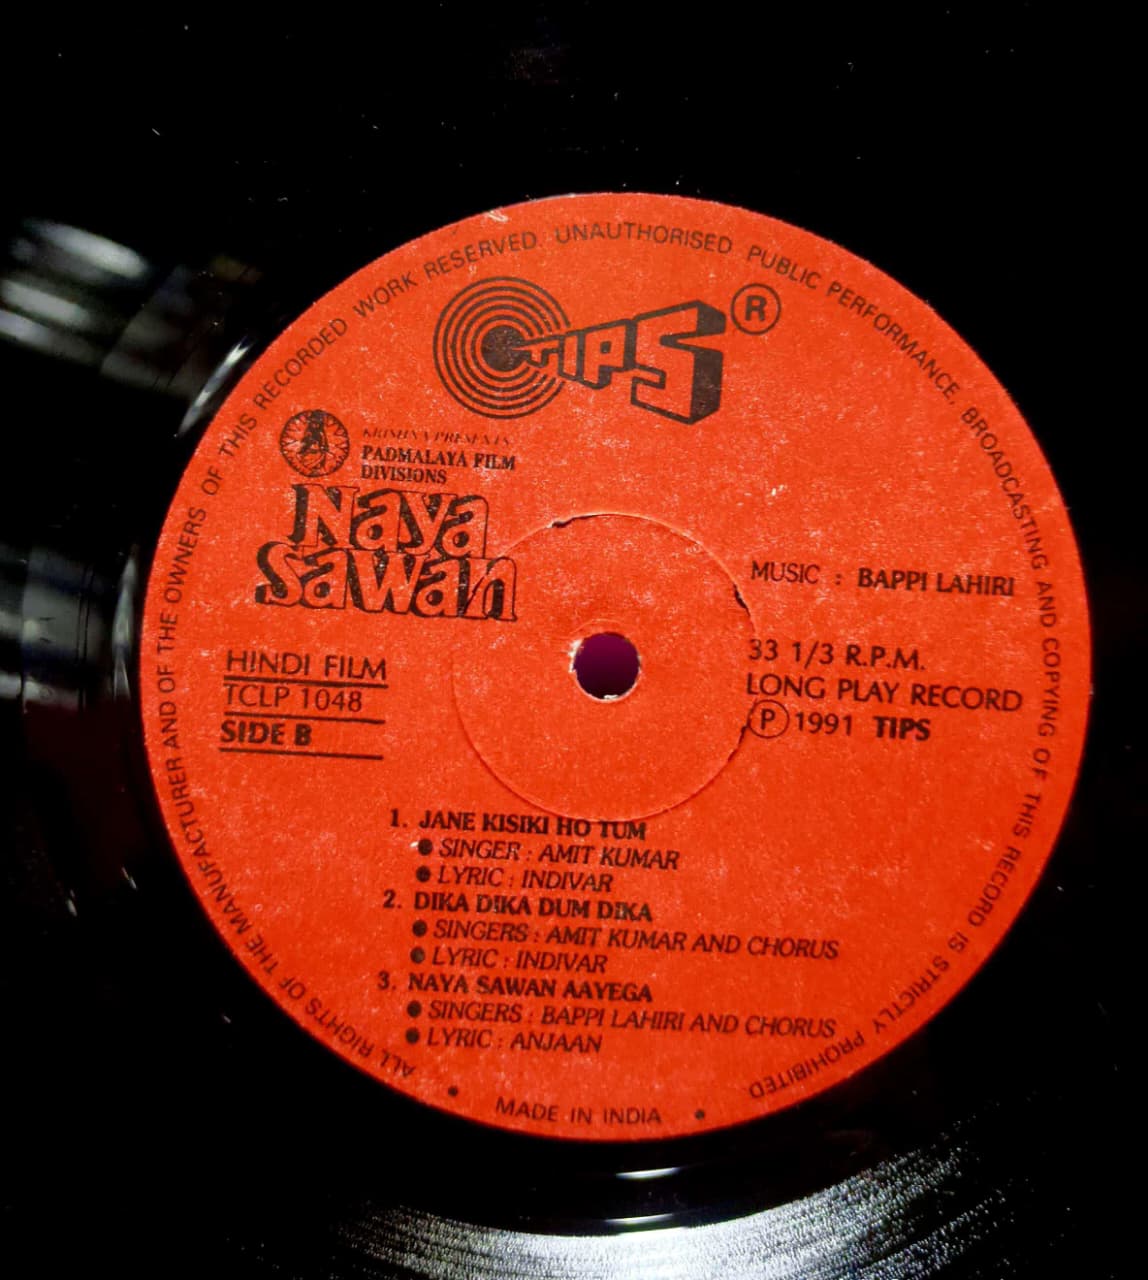 ALL RIGHTS OF THE MANUFACTURER AND OF THE OWNERS OF THIS RECORDED WORK RESERVED. UNAUTHORISED PUBLIC PERFORMANCE, BROADCASTING AND COPYING OF THIS RECORD IS STRICTLY PROHIBITED.
TIPS ®
KRISHNA PRESENTS
PADMALAYA FILM
DIVISIONS
Naya
Sawan
MUSIC : BAPPI LAHIRI
HINDI FILM
TCLP 1048
SIDE B
33 1/3 R.P.M.
LONG PLAY RECORD
Ⓟ 1991 TIPS
1. JANE KISIKI HO TUM
● SINGER : AMIT KUMAR
● LYRIC : INDIVAR
2. DIKA DIKA DUM DIKA
● SINGERS : AMIT KUMAR AND CHORUS
● LYRIC : INDIVAR
3. NAYA SAWAN AAYEGA
● SINGERS : BAPPI LAHIRI AND CHORUS
● LYRIC : ANJAAN
• MADE IN INDIA •